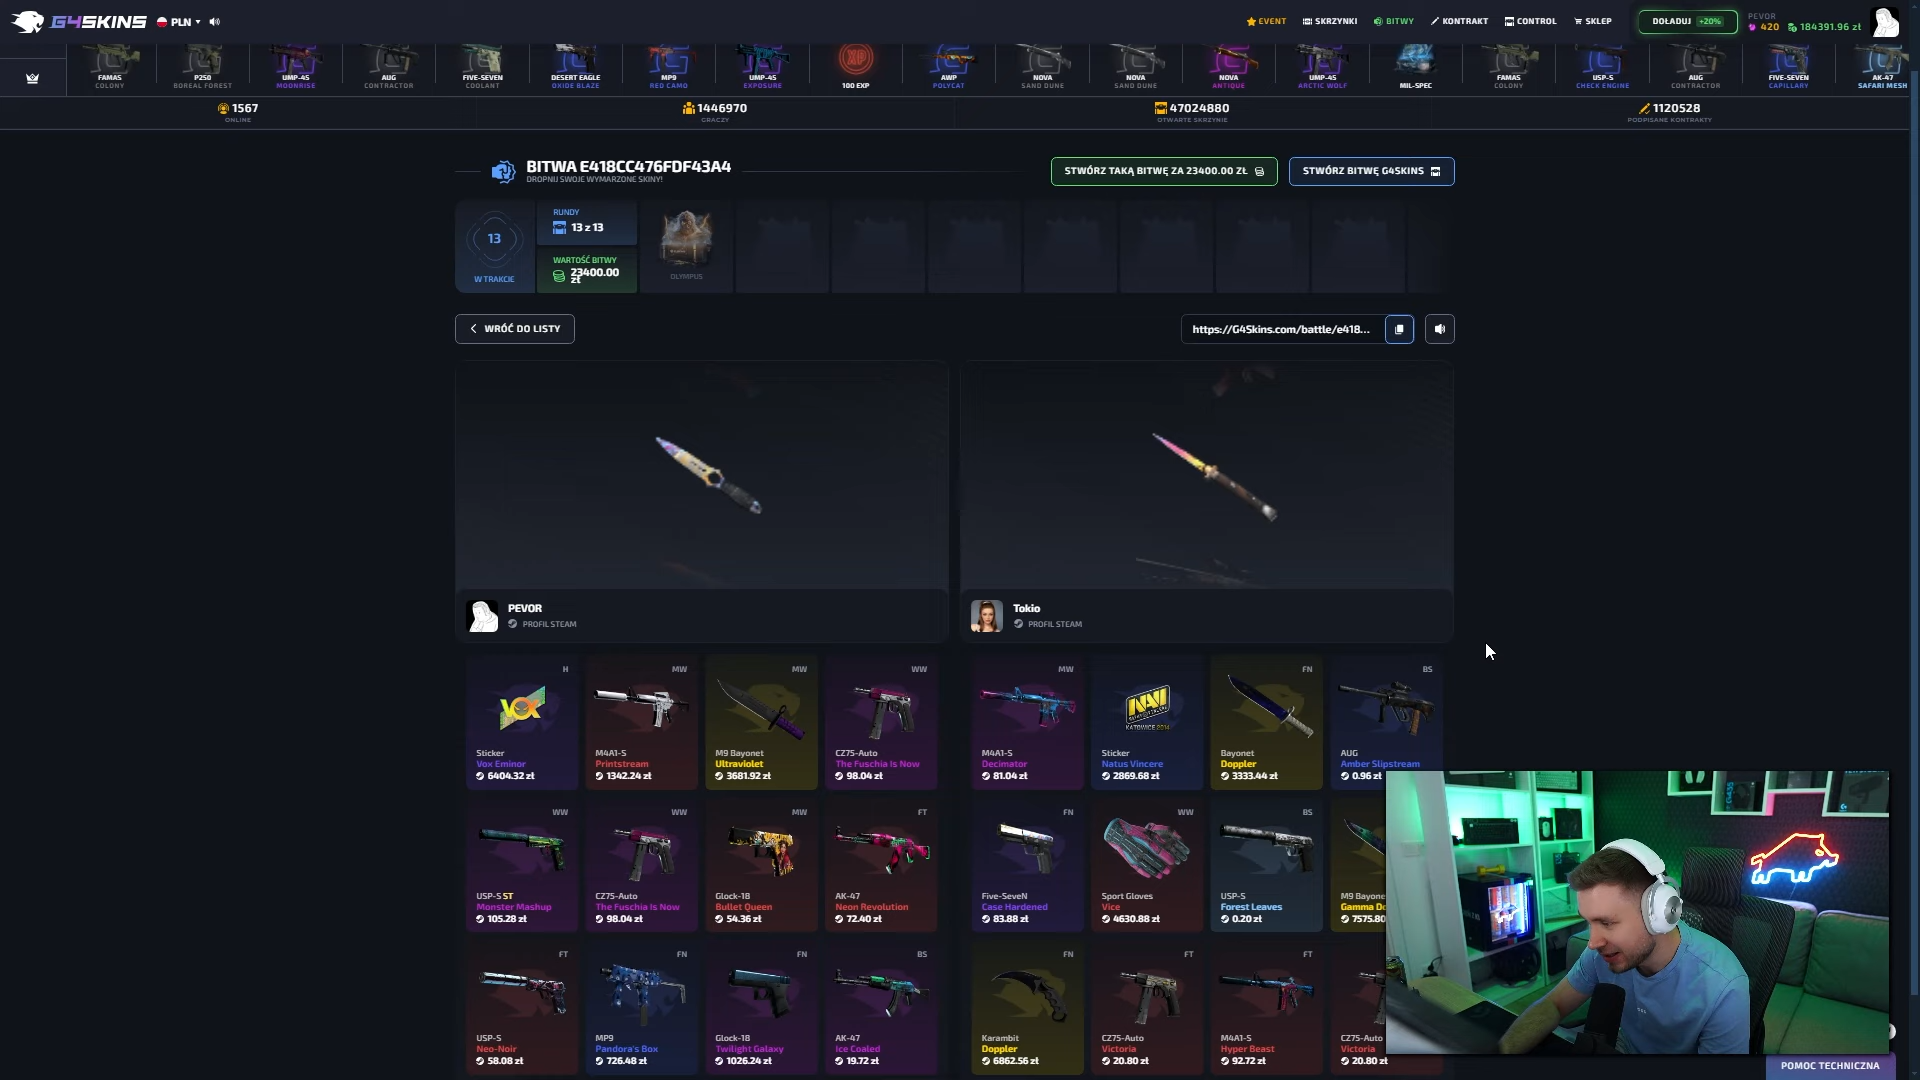 G4SKINS
PLN
EVENT
SKRZYNKI
BITWY
KONTRAKT
CONTROL
SKLEP
DOŁADUJ +20%
PEVOR
420 184391.96 zł
FAMAS
COLONY
P250
BOREAL FOREST
UMP-45
MOONRISE
AUG
CONTRACTOR
FIVE-SEVEN
COOLANT
DESERT EAGLE
OXIDE BLAZE
MP9
RED CAMO
UMP-45
EXPOSURE
XP
100 EXP
AWP
POLYCAT
NOVA
SAND DUNE
NOVA
SAND DUNE
NOVA
ANTIQUE
UMP-45
ARCTIC WOLF
MIL-SPEC
FAMAS
COLONY
USP-S
CHECK ENGINE
AUG
CONTRACTOR
FIVE-SEVEN
CAPILLARY
AK-47
SAFARI MESH
1567
ONLINE
1446970
GRACZY
47024880
OTWARTE SKRZYNIE
1120528
PODPISANE KONTRAKTY
BITWA E418CC476FDF43A4
DROPNIJ SWOJE WYMARZONE SKINY!
STWÓRZ TAKĄ BITWĘ ZA 23400.00 ZŁ
STWÓRZ BITWĘ G4SKINS
13
W TRAKCIE
RUNDY
13 z 13
WARTOŚĆ BITWY
23400.00
zł
OLYMPUS
WRÓĆ DO LISTY
https://G4Skins.com/battle/e418...
PEVOR
PROFIL STEAM
Tokio
PROFIL STEAM
H
VOX
Sticker
Vox Eminor
6404.32 zł
MW
M4A1-S
Printstream
1342.24 zł
MW
M9 Bayonet
Ultraviolet
3681.92 zł
WW
CZ75-Auto
The Fuschia Is Now
98.04 zł
MW
M4A1-S
Decimator
81.04 zł
NAVI
KATOWICE 2014
Sticker
Natus Vincere
2869.68 zł
FN
Bayonet
Doppler
3333.44 zł
BS
AUG
Amber Slipstream
0.96 zł
WW
USP-S ST
Monster Mashup
105.28 zł
WW
CZ75-Auto
The Fuschia Is Now
98.04 zł
MW
Glock-18
Bullet Queen
54.36 zł
FT
AK-47
Neon Revolution
72.40 zł
FN
Five-SeveN
Case Hardened
83.88 zł
WW
Sport Gloves
Vice
4630.88 zł
BS
USP-S
Forest Leaves
0.20 zł
M9 Bayone
Gamma Do
7575.80
FT
USP-S
Neo-Noir
58.08 zł
FN
MP9
Pandora's Box
726.48 zł
FN
Glock-18
Twilight Galaxy
1026.24 zł
BS
AK-47
Ice Coaled
19.72 zł
FN
Karambit
Doppler
6862.56 zł
FT
CZ75-Auto
Victoria
20.80 zł
FT
M4A1-S
Hyper Beast
92.72 zł
CZ75-Auto
Victoria
20.80 zł
POMOC TECHNICZNA